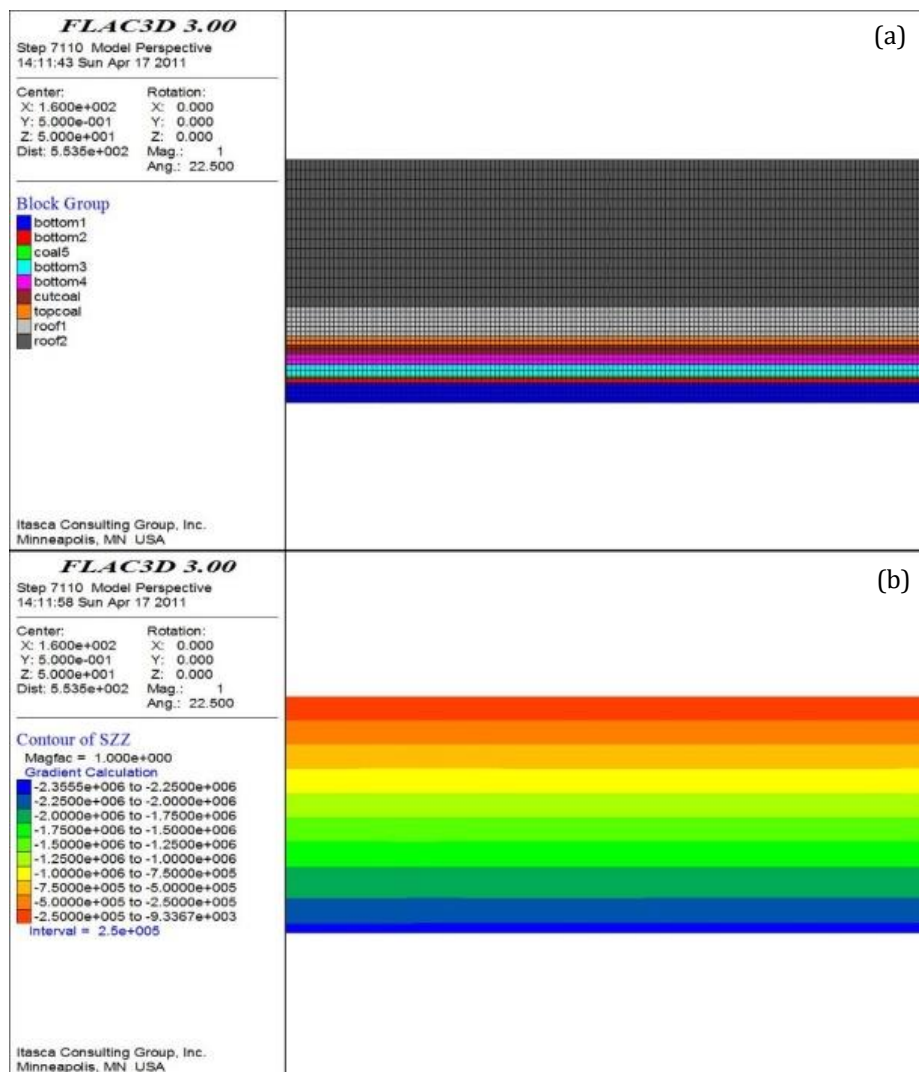 FLAC3D 3.00
Step 7110 Model Perspective
14:11:43 Sun Apr 17 2011
Center:
X: 1.600e+002
Y: 5.000e-001
Z: 5.000e+001
Dist: 5.535e+002
Rotation:
X: 0.000
Y: 0.000
Z: 0.000
Mag.: 1
Ang.: 22.500
Block Group
bottom1
bottom2
coal5
bottom3
bottom4
cutcoal
topcoal
roof1
roof2
Itasca Consulting Group, Inc.
Minneapolis, MN USA
(a)
FLAC3D 3.00
Step 7110 Model Perspective
14:11:58 Sun Apr 17 2011
Center:
X: 1.600e+002
Y: 5.000e-001
Z: 5.000e+001
Dist: 5.535e+002
Rotation:
X: 0.000
Y: 0.000
Z: 0.000
Mag.: 1
Ang.: 22.500
Contour of SZZ
Magfac = 1.000e+000
Gradient Calculation
-2.3555e+006 to -2.2500e+006
-2.2500e+006 to -2.0000e+006
-2.0000e+006 to -1.7500e+006
-1.7500e+006 to -1.5000e+006
-1.5000e+006 to -1.2500e+006
-1.2500e+006 to -1.0000e+006
-1.0000e+006 to -7.5000e+005
-7.5000e+005 to -5.0000e+005
-5.0000e+005 to -2.5000e+005
-2.5000e+005 to -9.3367e+003
Interval = 2.5e+005
Itasca Consulting Group, Inc.
Minneapolis, MN USA
(b)